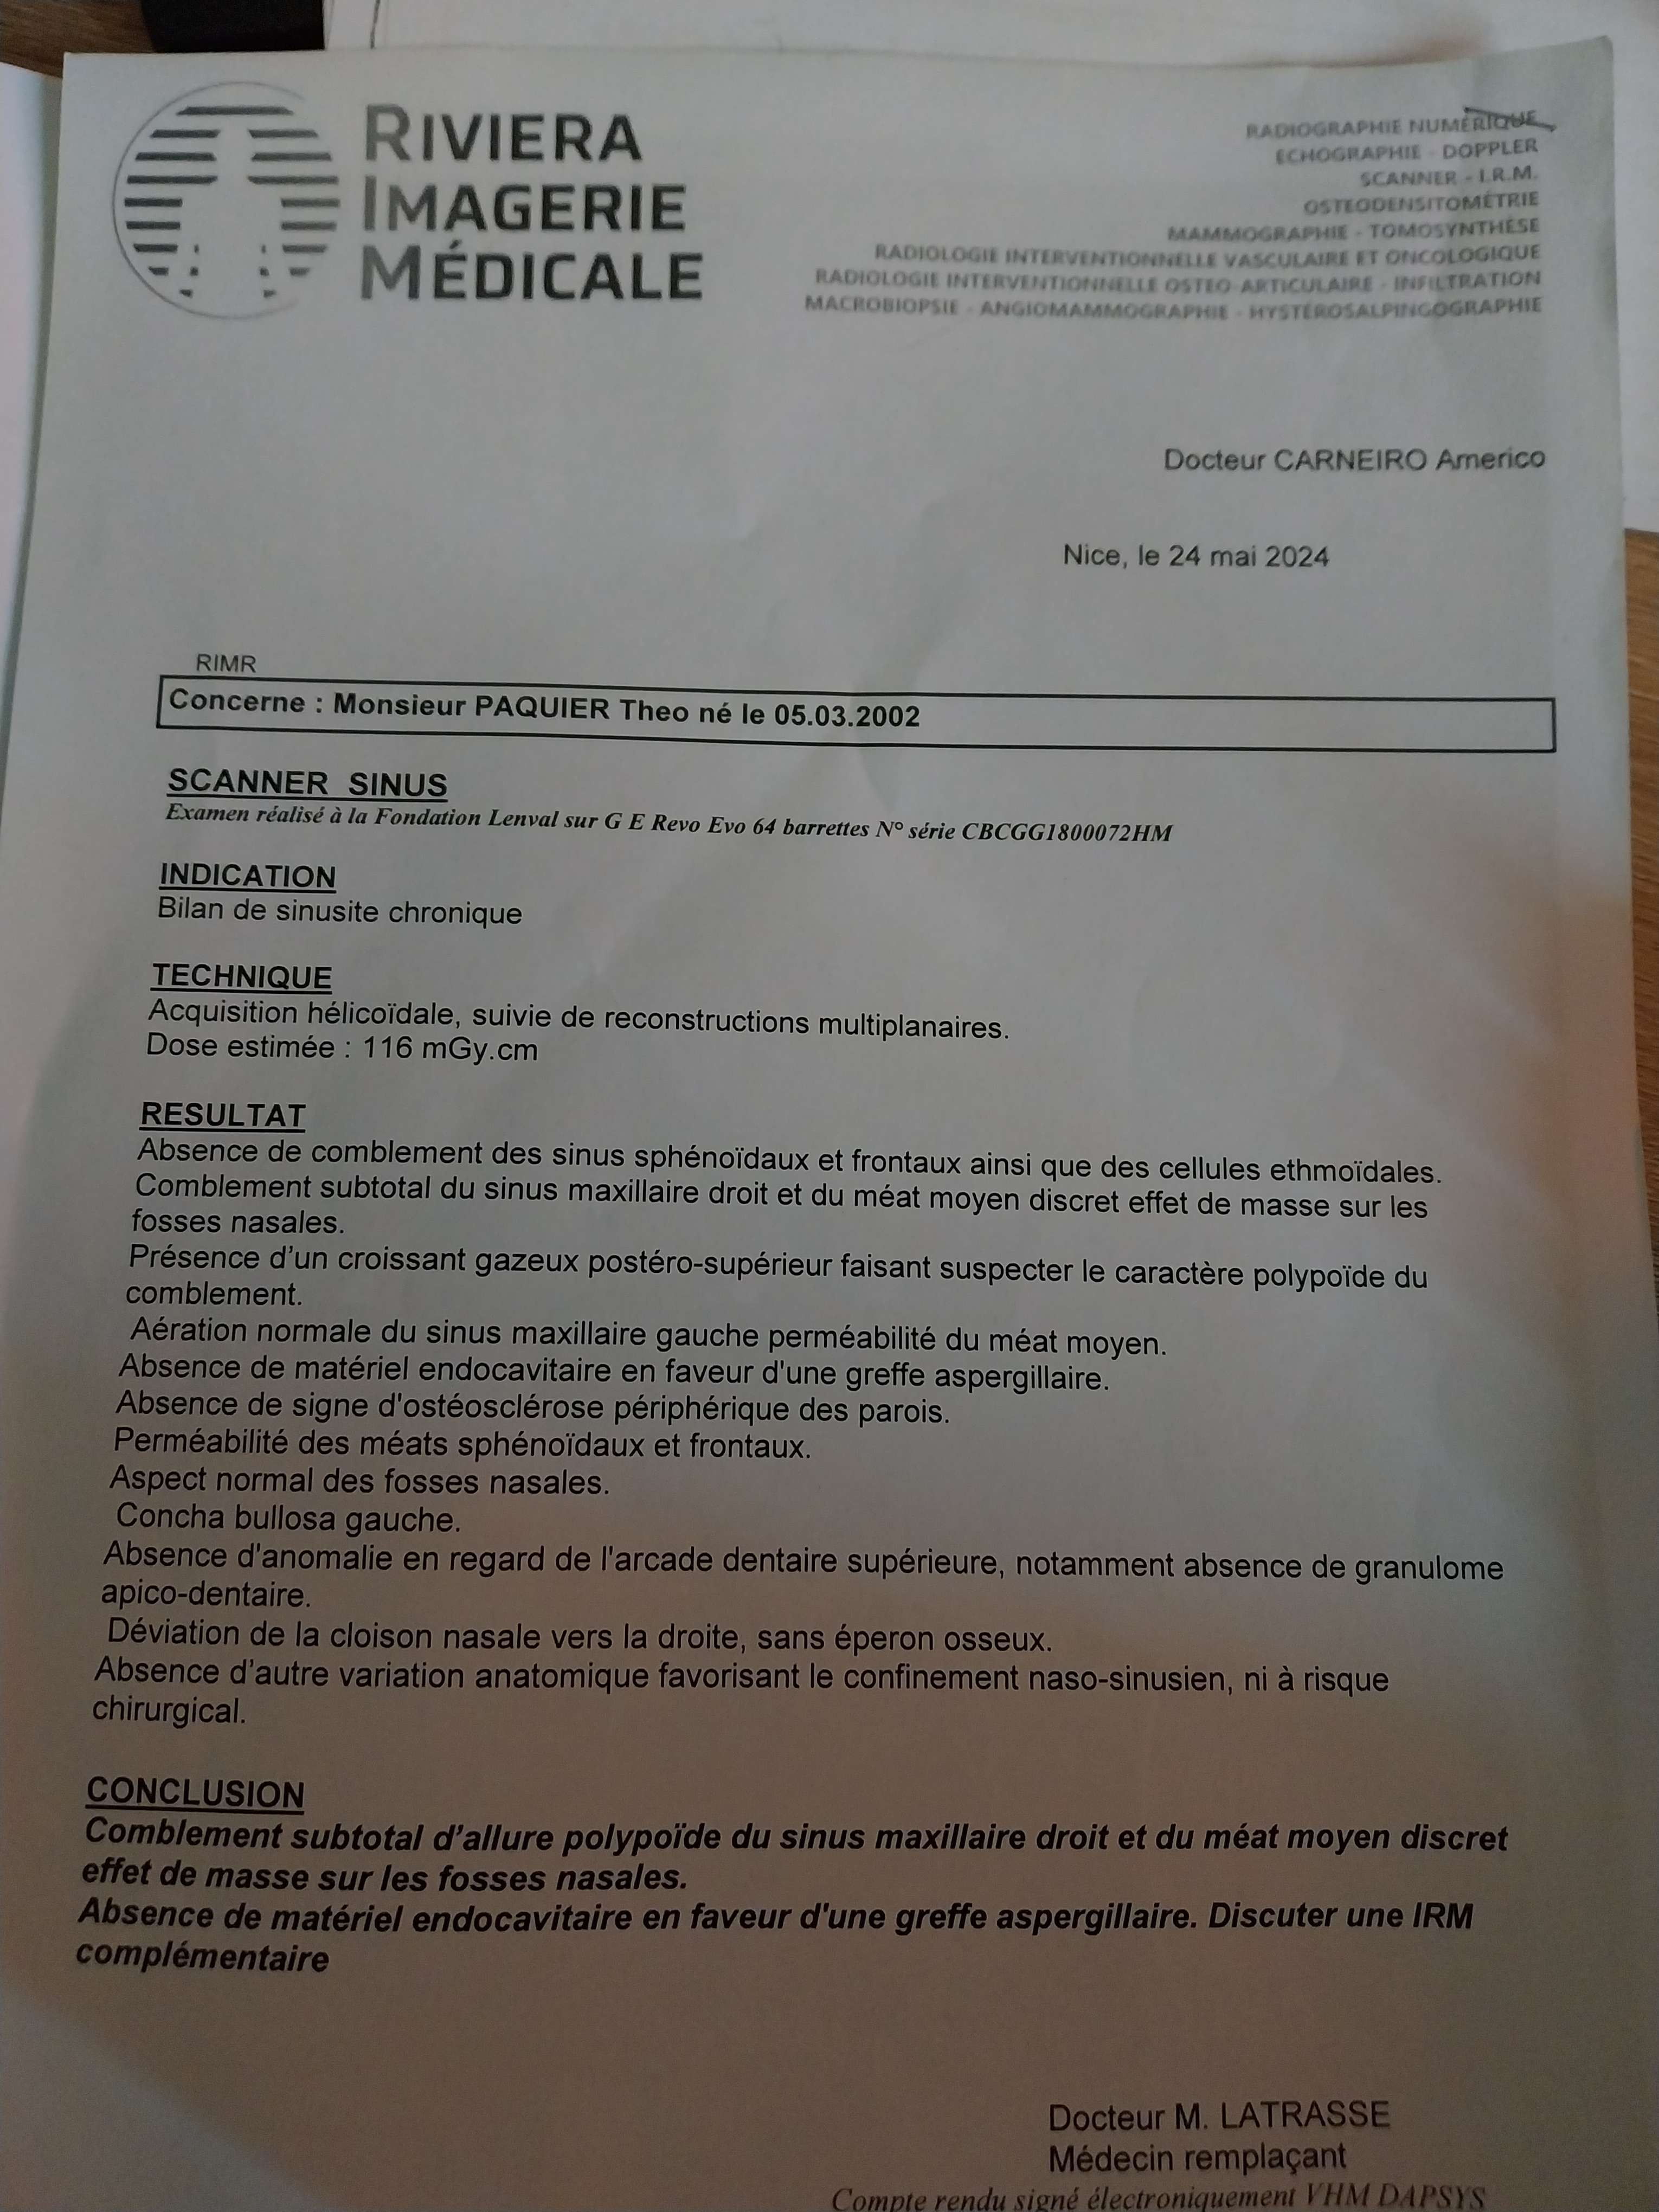 RIVIERA
IMAGERIE
MÉDICALE
RADIOGRAPHIE NUMÉRIQUE
ECHOGRAPHIE - DOPPLER
SCANNER - I.R.M.
OSTEODENSITOMÉTRIE
MAMMOGRAPHIE - TOMOSYNTHÈSE
RADIOLOGIE INTERVENTIONNELLE VASCULAIRE ET ONCOLOGIQUE
RADIOLOGIE INTERVENTIONNELLE OSTEO-ARTICULAIRE - INFILTRATION
MACROBIOPSIE - ANGIOMAMMOGRAPHIE - HYSTÉROSALPINGOGRAPHIE
Docteur CARNEIRO Americo
Nice, le 24 mai 2024
RIMR
Concerne : Monsieur PAQUIER Theo né le 05.03.2002
SCANNER SINUS
Examen réalisé à la Fondation Lenval sur G E Revo Evo 64 barrettes N° série CBCGG1800072HM
INDICATION
Bilan de sinusite chronique
TECHNIQUE
Acquisition hélicoïdale, suivie de reconstructions multiplanaires.
Dose estimée : 116 mGy.cm
RESULTAT
Absence de comblement des sinus sphénoïdaux et frontaux ainsi que des cellules ethmoïdales.
Comblement subtotal du sinus maxillaire droit et du méat moyen discret effet de masse sur les
fosses nasales.
Présence d'un croissant gazeux postéro-supérieur faisant suspecter le caractère polypoïde du
comblement.
Aération normale du sinus maxillaire gauche perméabilité du méat moyen.
Absence de matériel endocavitaire en faveur d'une greffe aspergillaire.
Absence de signe d'ostéosclérose périphérique des parois.
Perméabilité des méats sphénoïdaux et frontaux.
Aspect normal des fosses nasales.
Concha bullosa gauche.
Absence d'anomalie en regard de l'arcade dentaire supérieure, notamment absence de granulome
apico-dentaire.
Déviation de la cloison nasale vers la droite, sans éperon osseux.
Absence d'autre variation anatomique favorisant le confinement naso-sinusien, ni à risque
chirurgical.
CONCLUSION
Comblement subtotal d'allure polypoïde du sinus maxillaire droit et du méat moyen discret
effet de masse sur les fosses nasales.
Absence de matériel endocavitaire en faveur d'une greffe aspergillaire. Discuter une IRM
complémentaire
Docteur M. LATRASSE
Médecin remplaçant
Compte rendu signé électroniquement VHM DAPSYS